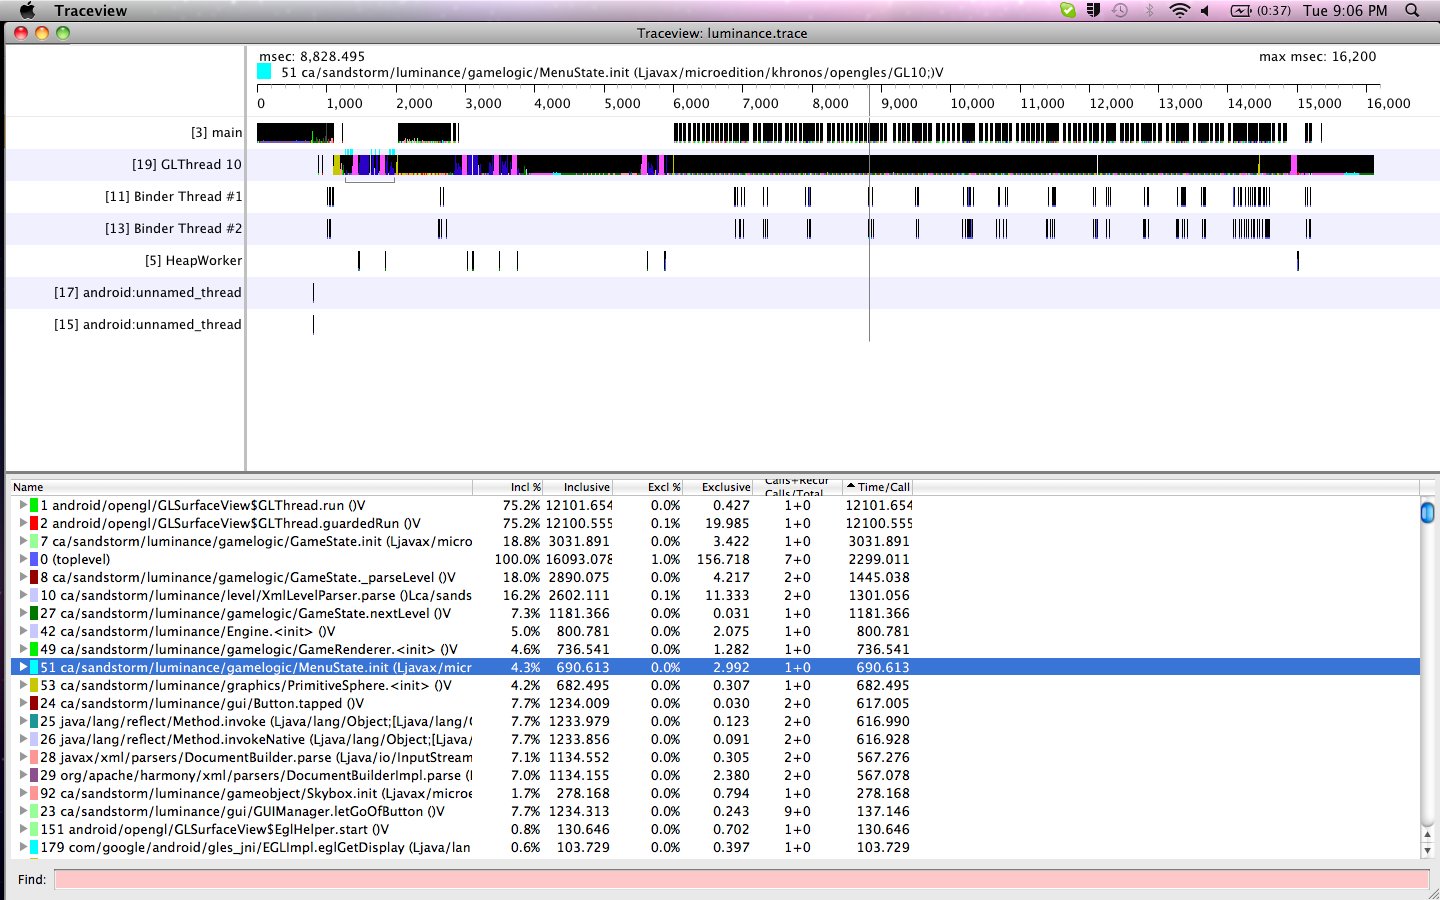 Traceview
(0:37) Tue 9:06 PM
Traceview: luminance.trace
msec: 8,828.495 max msec: 16,200
51 ca/sandstorm/luminance/gamelogic/MenuState.init (Ljavax/microedition/khronos/opengles/GL10;)V
0 1,000 2,000 3,000 4,000 5,000 6,000 7,000 8,000 9,000 10,000 11,000 12,000 13,000 14,000 15,000 16,000
[3] main
[19] GLThread 10
[11] Binder Thread #1
[13] Binder Thread #2
[5] HeapWorker
[17] android:unnamed_thread
[15] android:unnamed_thread
Name Incl % Inclusive Excl % Exclusive Calls+Recur Calls/Total Time/Call
1 android/opengl/GLSurfaceView$GLThread.run ()V 75.2% 12101.654 0.0% 0.427 1+0 12101.654
2 android/opengl/GLSurfaceView$GLThread.guardedRun ()V 75.2% 12100.555 0.1% 19.985 1+0 12100.555
7 ca/sandstorm/luminance/gamelogic/GameState.init (Ljavax/micro 18.8% 3031.891 0.0% 3.422 1+0 3031.891
0 (toplevel) 100.0% 16093.078 1.0% 156.718 7+0 2299.011
8 ca/sandstorm/luminance/gamelogic/GameState._parseLevel ()V 18.0% 2890.075 0.0% 4.217 2+0 1445.038
10 ca/sandstorm/luminance/level/XmlLevelParser.parse ()Lca/sands 16.2% 2602.111 0.1% 11.333 2+0 1301.056
27 ca/sandstorm/luminance/gamelogic/GameState.nextLevel ()V 7.3% 1181.366 0.0% 0.031 1+0 1181.366
42 ca/sandstorm/luminance/Engine.<init> ()V 5.0% 800.781 0.0% 2.075 1+0 800.781
49 ca/sandstorm/luminance/gamelogic/GameRenderer.<init> ()V 4.6% 736.541 0.0% 1.282 1+0 736.541
51 ca/sandstorm/luminance/gamelogic/MenuState.init (Ljavax/micr 4.3% 690.613 0.0% 2.992 1+0 690.613
53 ca/sandstorm/luminance/graphics/PrimitiveSphere.<init> ()V 4.2% 682.495 0.0% 0.307 1+0 682.495
24 ca/sandstorm/luminance/gui/Button.tapped ()V 7.7% 1234.009 0.0% 0.030 2+0 617.005
25 java/lang/reflect/Method.invoke (Ljava/lang/Object;[Ljava/lang/( 7.7% 1233.979 0.0% 0.123 2+0 616.990
26 java/lang/reflect/Method.invokeNative (Ljava/lang/Object;[Ljava/ 7.7% 1233.856 0.0% 0.091 2+0 616.928
28 javax/xml/parsers/DocumentBuilder.parse (Ljava/io/InputStream 7.1% 1134.552 0.0% 0.305 2+0 567.276
29 org/apache/harmony/xml/parsers/DocumentBuilderImpl.parse (l 7.0% 1134.155 0.0% 2.380 2+0 567.078
92 ca/sandstorm/luminance/gameobject/Skybox.init (Ljavax/microe 1.7% 278.168 0.0% 0.794 1+0 278.168
23 ca/sandstorm/luminance/gui/GUIManager.letGoOfButton ()V 7.7% 1234.313 0.0% 0.243 9+0 137.146
151 android/opengl/GLSurfaceView$EglHelper.start ()V 0.8% 130.646 0.0% 0.702 1+0 130.646
179 com/google/android/gles_jni/EGLImpl.eglGetDisplay (Ljava/lan 0.6% 103.729 0.0% 0.397 1+0 103.729
Find: